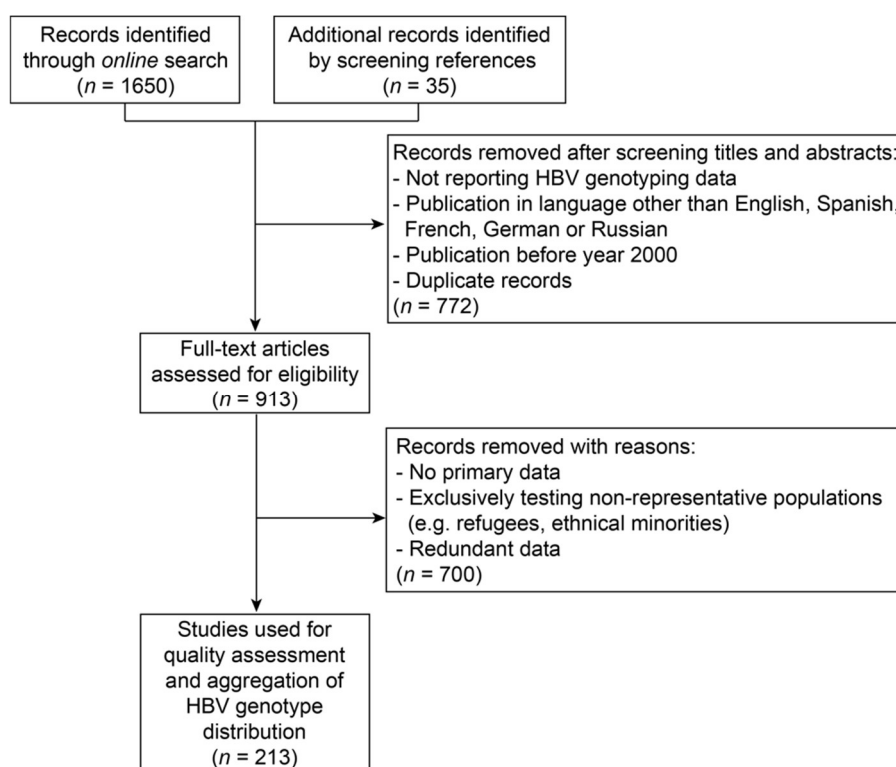 Records identified
through online search
(n = 1650)
Additional records identified
by screening references
(n = 35)
Records removed after screening titles and abstracts:
- Not reporting HBV genotyping data
- Publication in language other than English, Spanish,
French, German or Russian
- Publication before year 2000
- Duplicate records
(n = 772)
Full-text articles
assessed for eligibility
(n = 913)
Records removed with reasons:
- No primary data
- Exclusively testing non-representative populations
(e.g. refugees, ethnical minorities)
- Redundant data
(n = 700)
Studies used for
quality assessment
and aggregation of
HBV genotype
distribution
(n = 213)